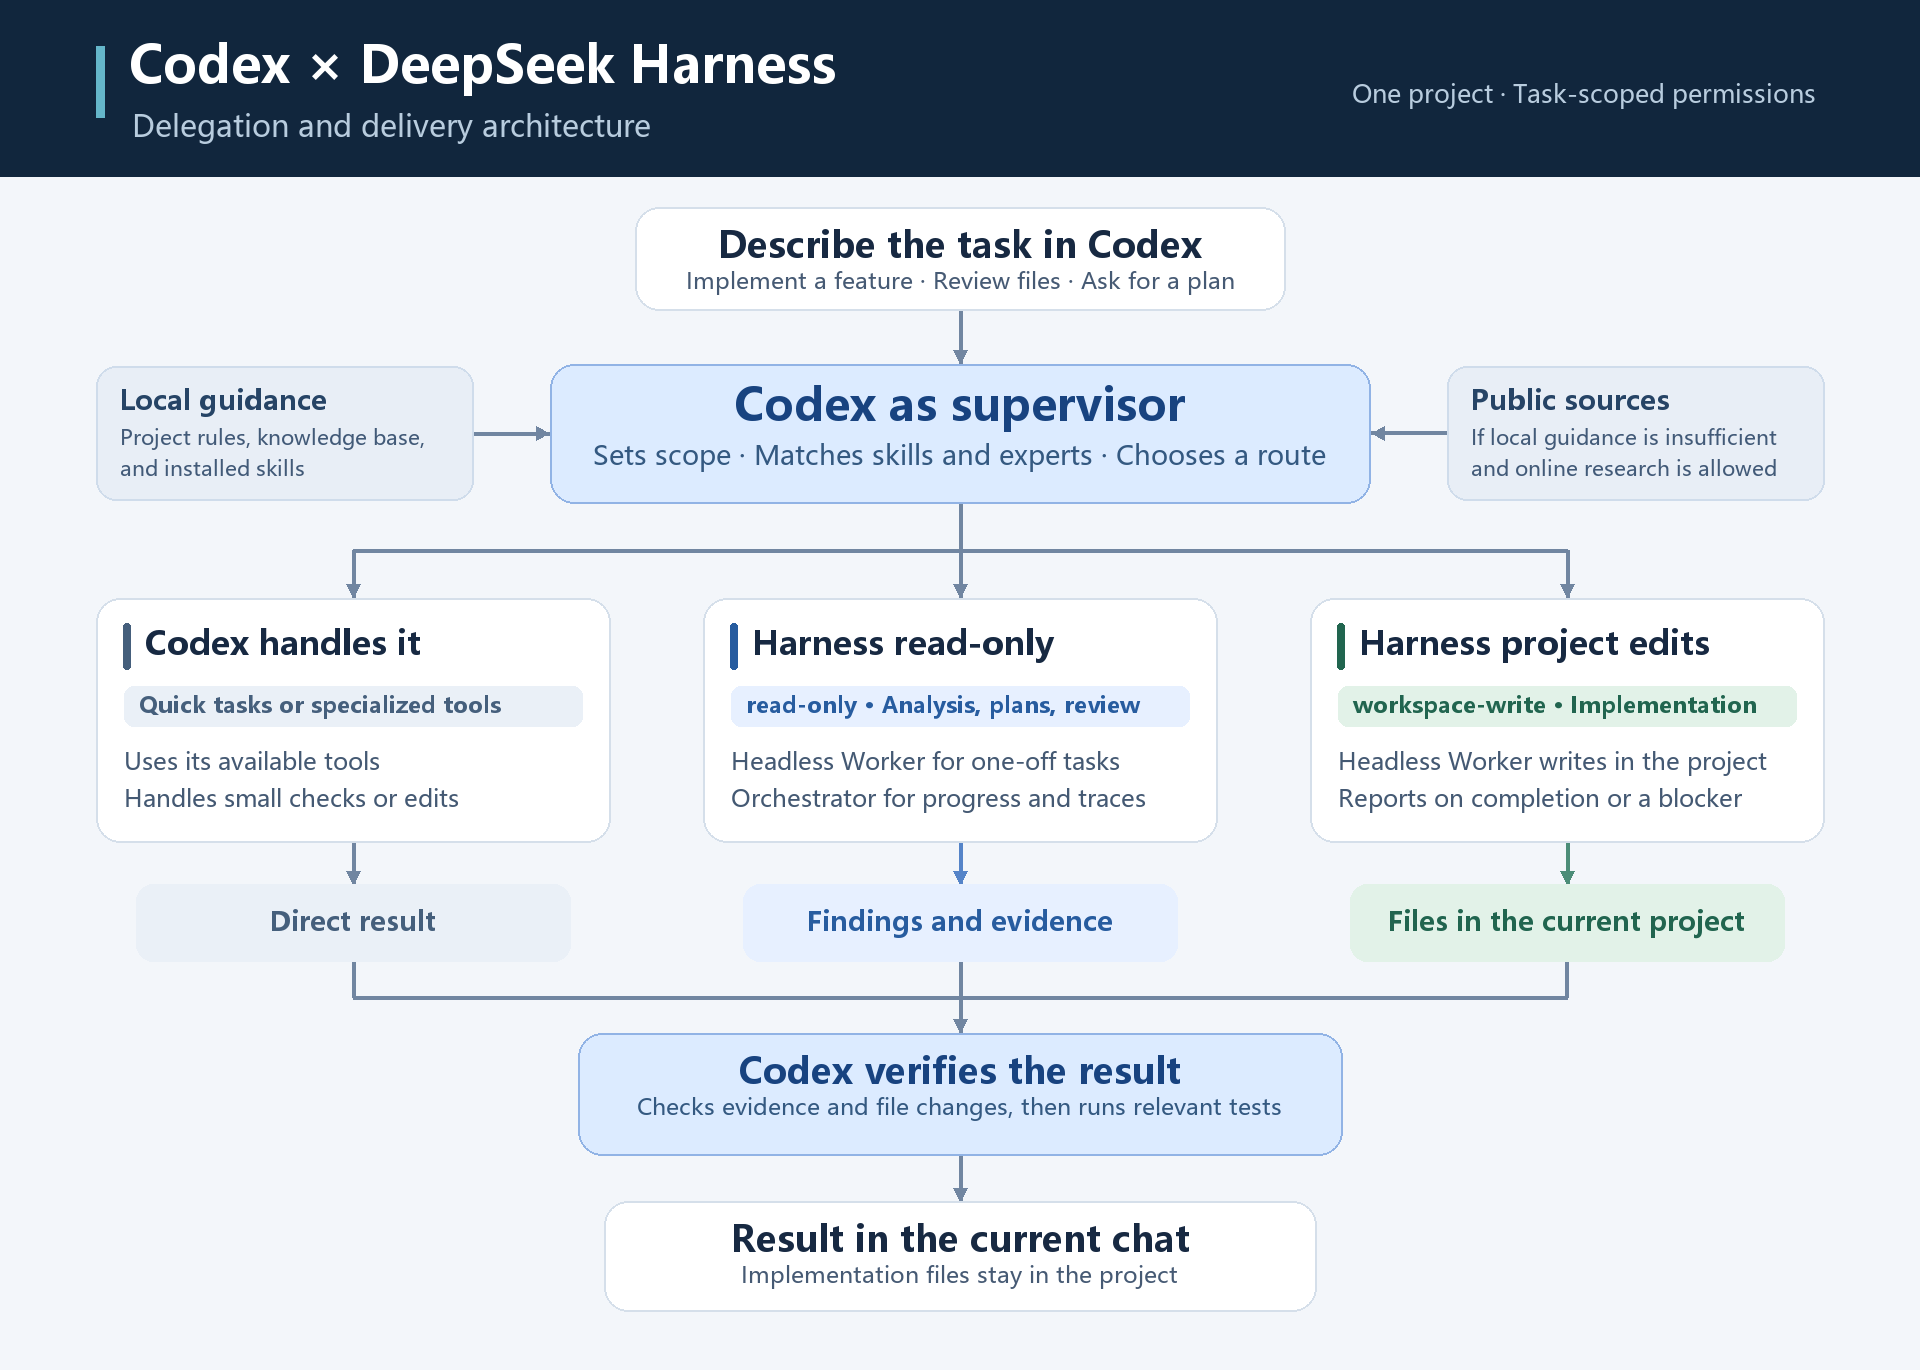 Codex × DeepSeek Harness
Delegation and delivery architecture
One project · Task-scoped permissions
Describe the task in Codex
Implement a feature · Review files · Ask for a plan
Local guidance
Project rules, knowledge base,
and installed skills
Codex as supervisor
Sets scope · Matches skills and experts · Chooses a route
Public sources
If local guidance is insufficient
and online research is allowed
Codex handles it
Quick tasks or specialized tools
Uses its available tools
Handles small checks or edits
Harness read-only
read-only • Analysis, plans, review
Headless Worker for one-off tasks
Orchestrator for progress and traces
Harness project edits
workspace-write • Implementation
Headless Worker writes in the project
Reports on completion or a blocker
Direct result
Findings and evidence
Files in the current project
Codex verifies the result
Checks evidence and file changes, then runs relevant tests
Result in the current chat
Implementation files stay in the project